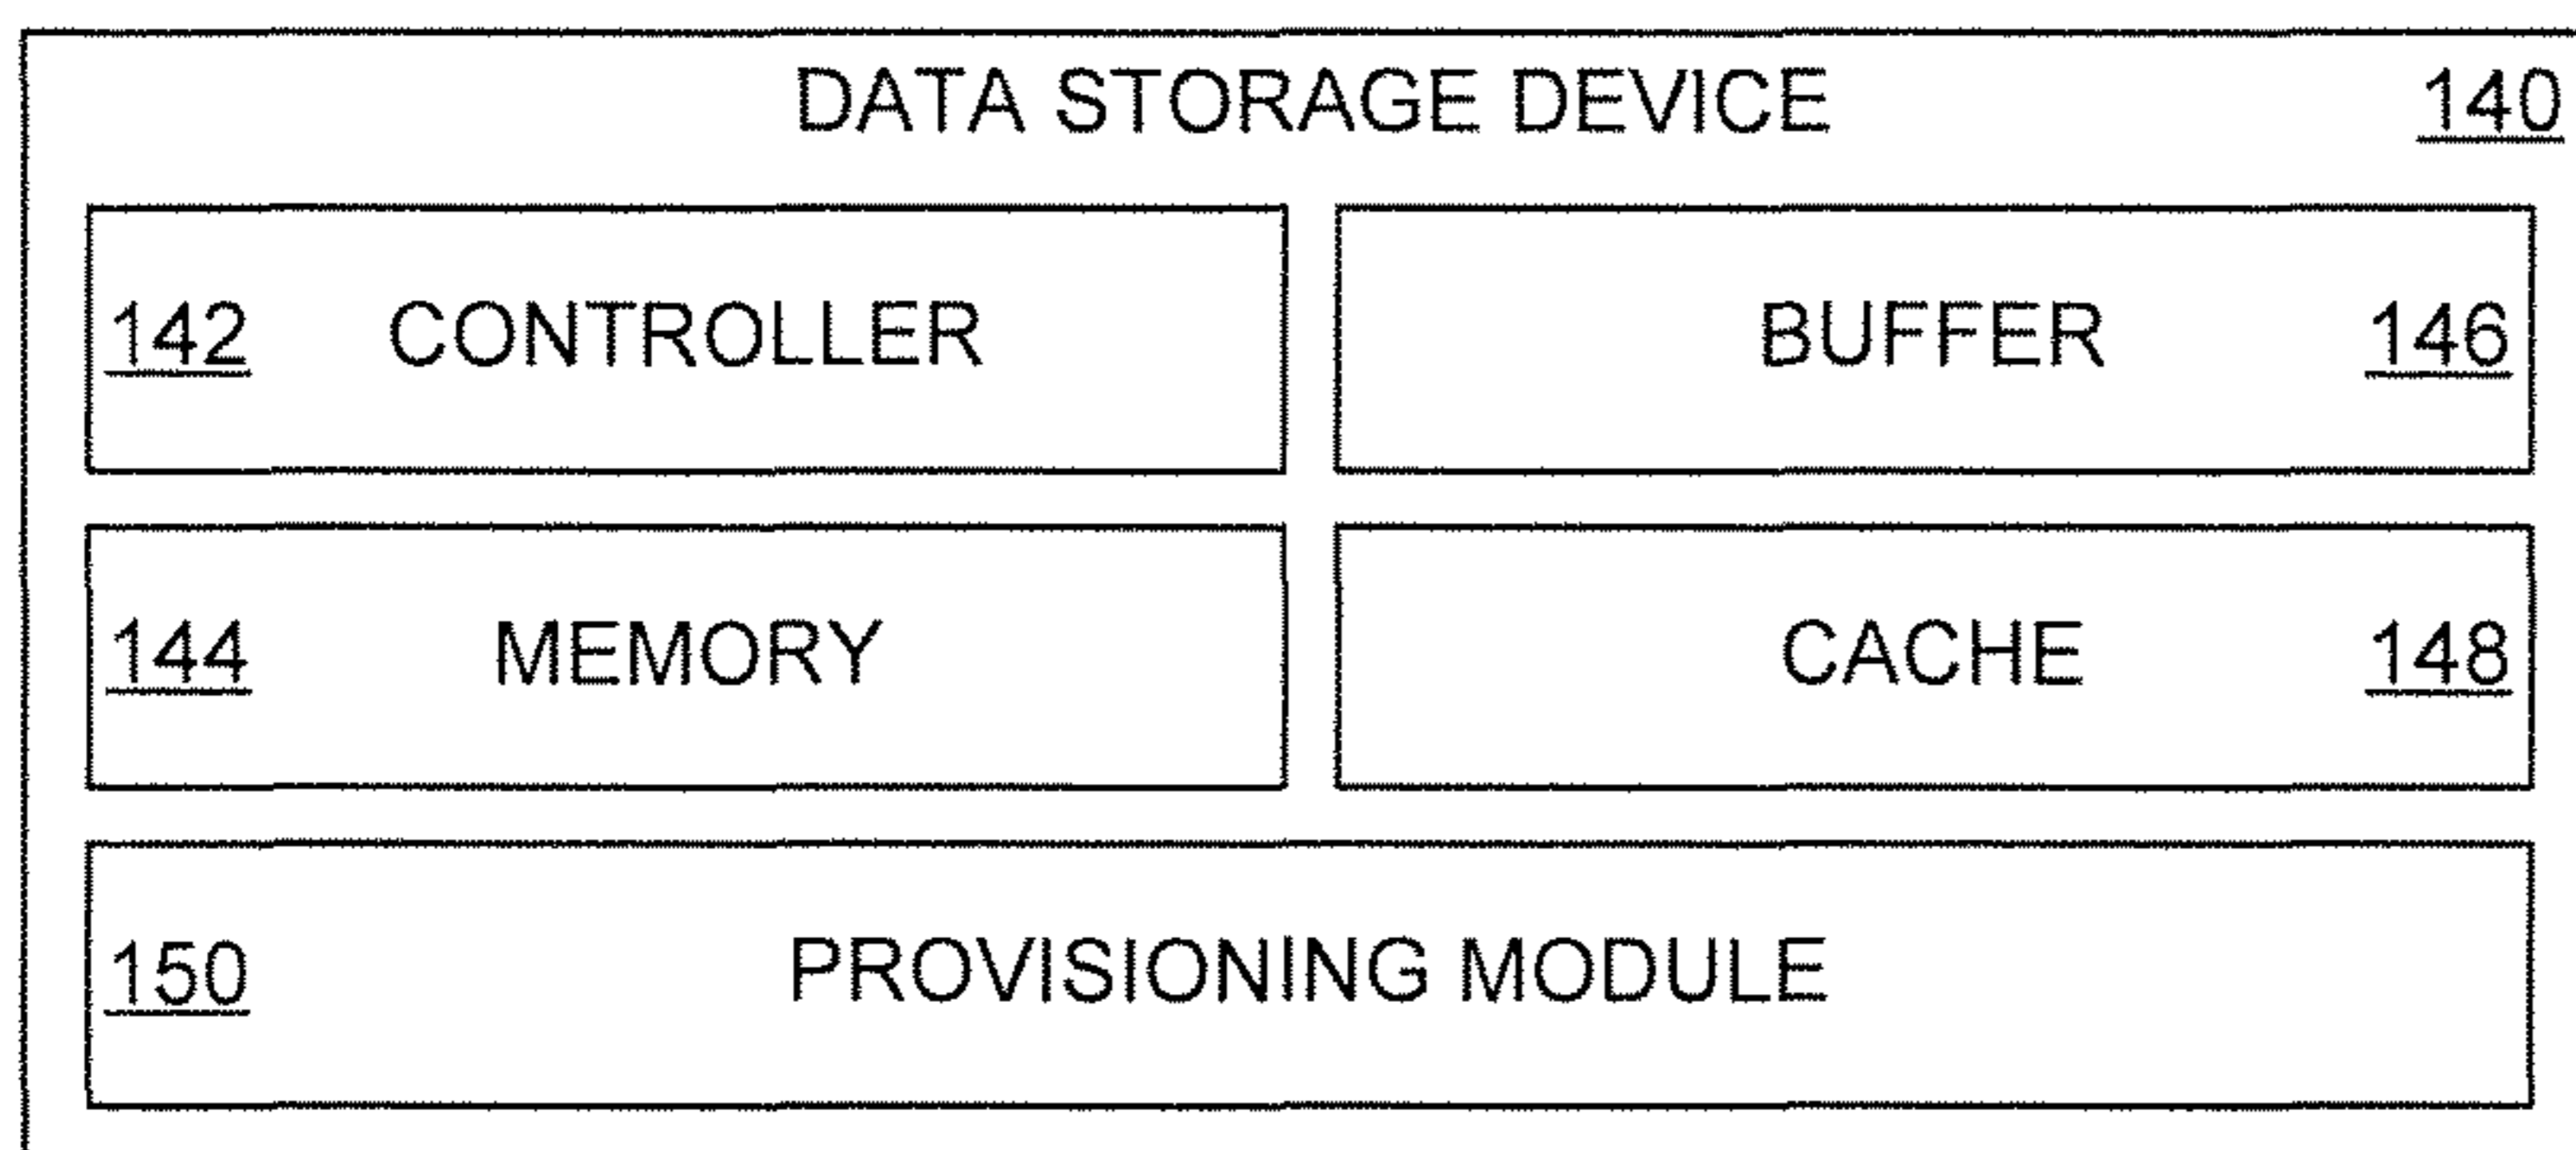 DATA STORAGE DEVICE 140
142 CONTROLLER
BUFFER 146
144 MEMORY
CACHE 148
150 PROVISIONING MODULE